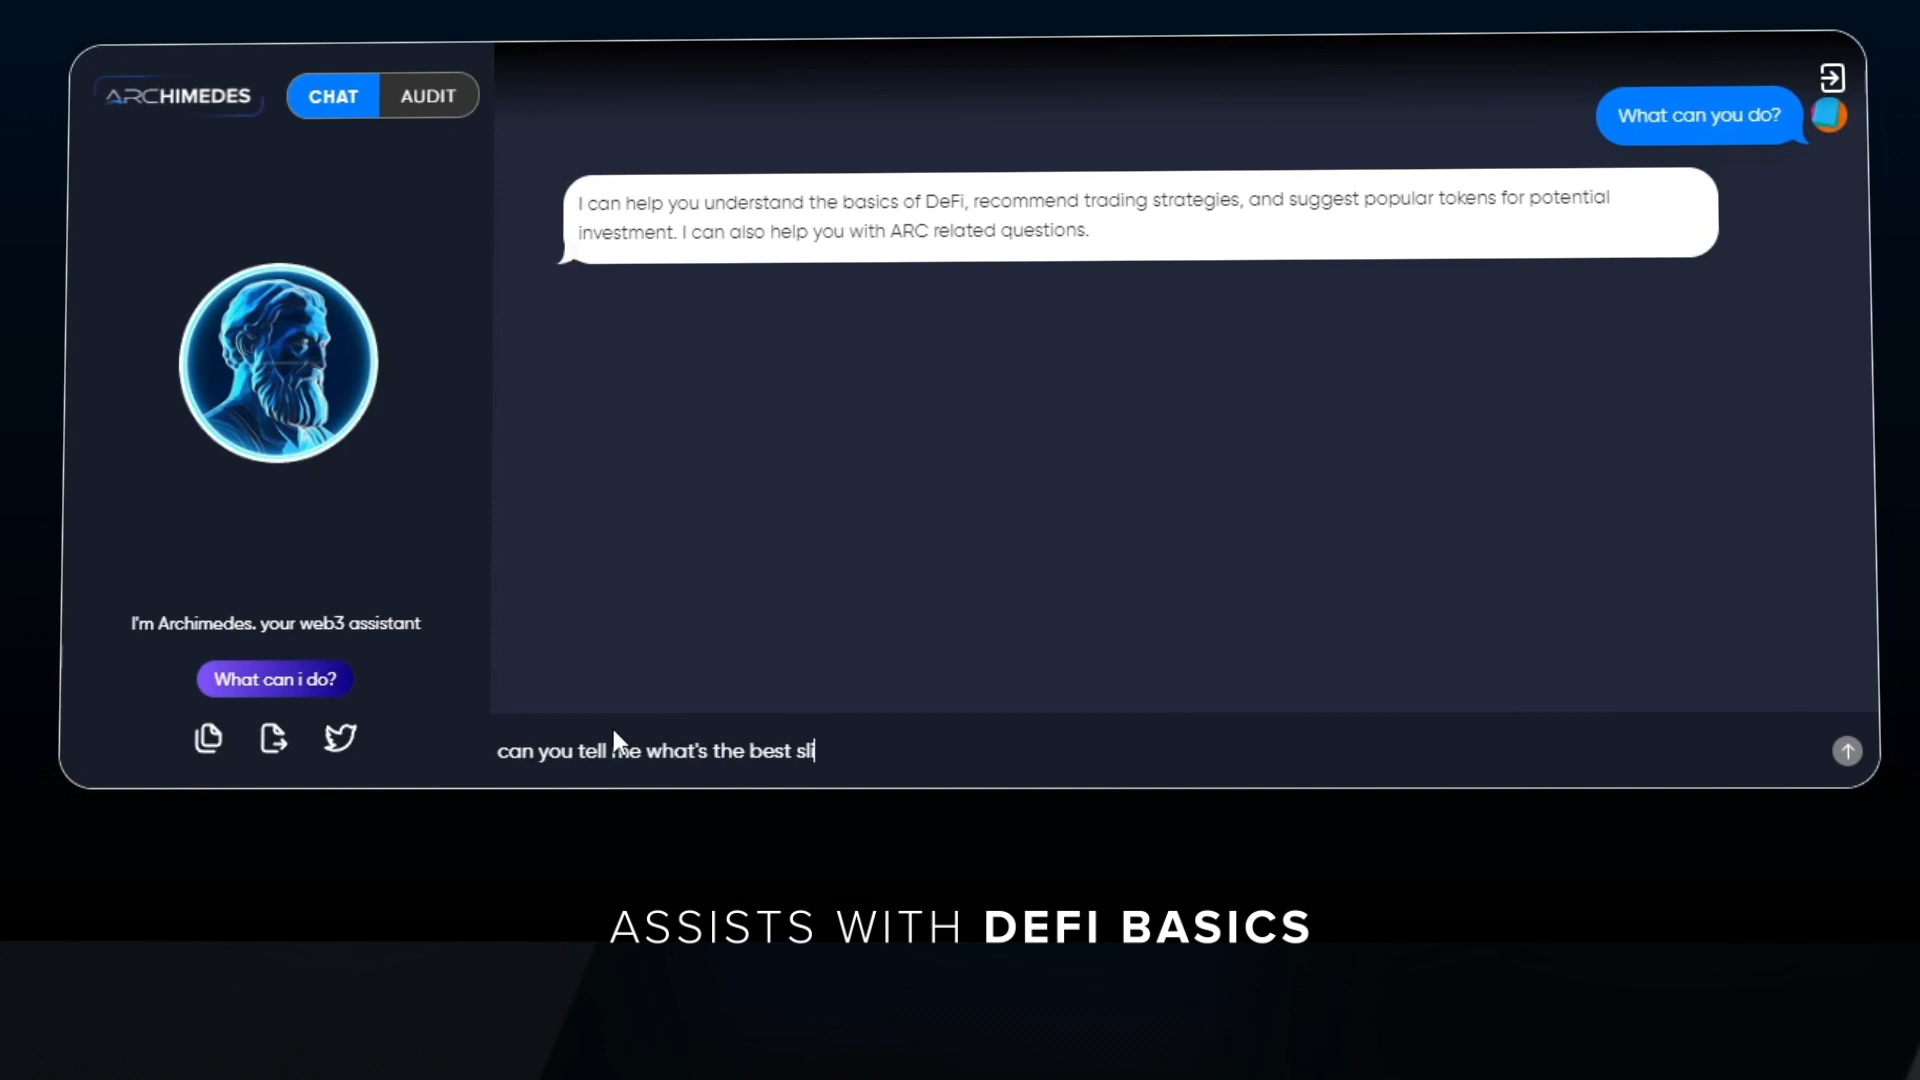 ARCHIMEDES
CHAT
AUDIT
What can you do?
I can help you understand the basics of DeFi, recommend trading strategies, and suggest popular tokens for potential
investment. I can also help you with ARC related questions.
I'm Archimedes. your web3 assistant
What can i do?
can you tell me what's the best sli
ASSISTS WITH DEFI BASICS